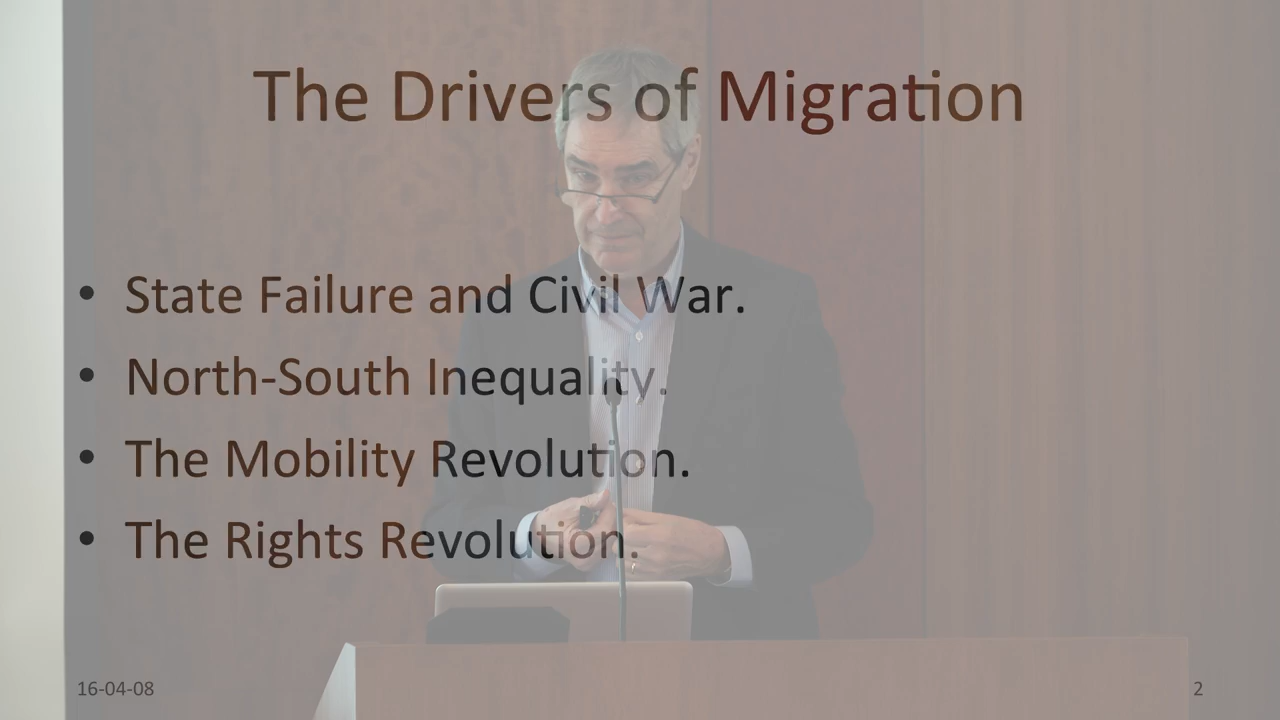 The Drivers of Migration
• State Failure and Civil War.
• North-South Inequality.
• The Mobility Revolution.
• The Rights Revolution.
16-04-08
2